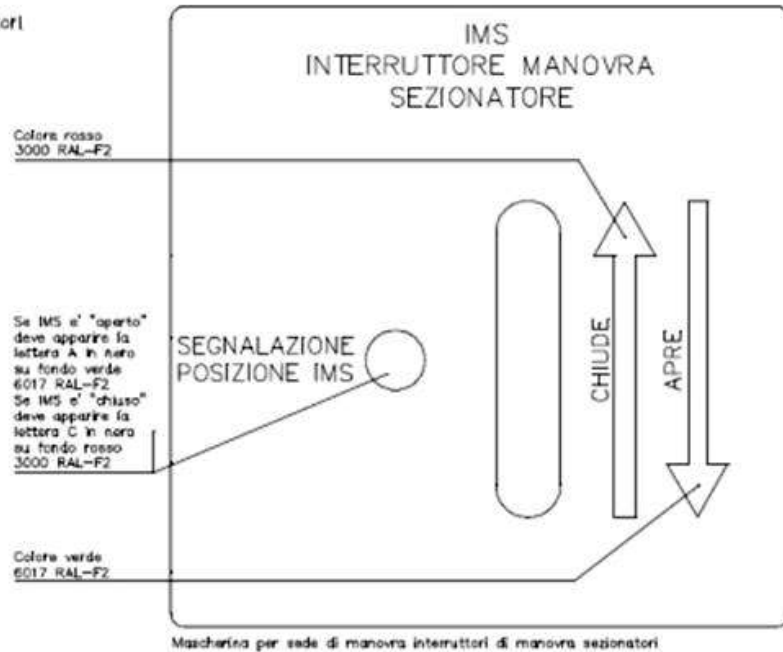 IMS
INTERRUTTORE MANOVRA
SEZIONATORE
Colore rosso
3000 RAL-F2
Se IMS e' "aperto"
deve apparire la
lettera A in nero
su fondo verde
6017 RAL-F2
Se IMS e' "chiuso"
deve apparire la
lettera C in nero
su fondo rosso
3000 RAL-F2
SEGNALAZIONE
POSIZIONE IMS
CHIUDE
APRE
Colore verde
6017 RAL-F2
Mascherina per sede di manovra interruttori di manovra sezionatori